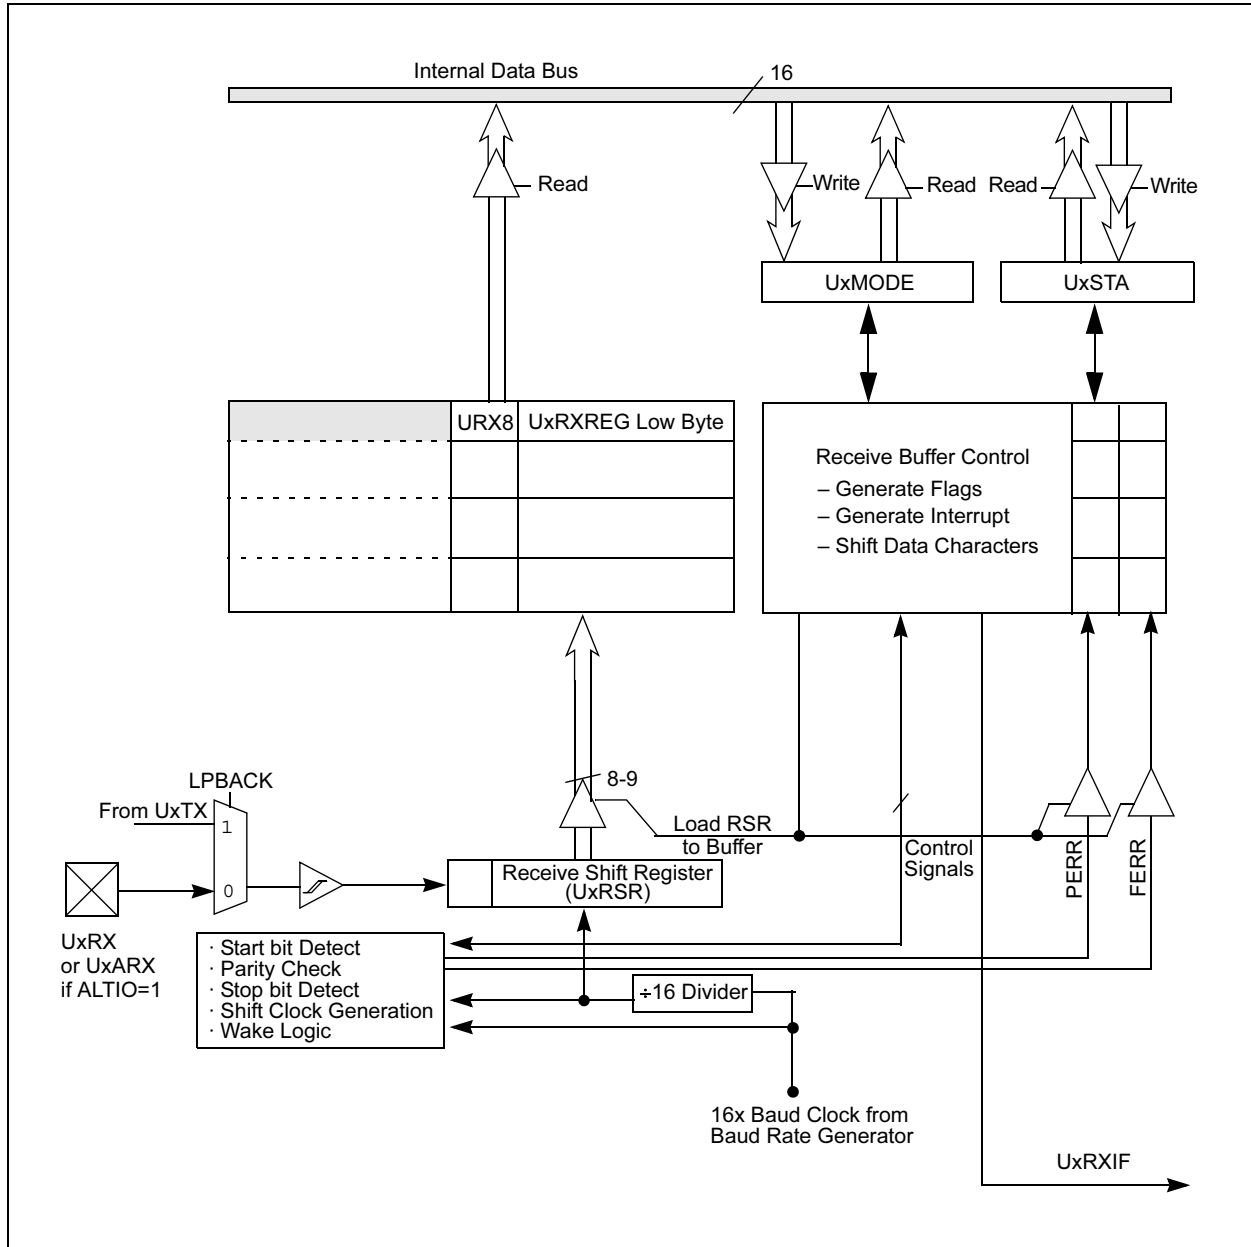 Internal Data Bus
16
Read
Write
Read
Read
Write
UxMODE
UxSTA
URX8
UxRXREG Low Byte
Receive Buffer Control
– Generate Flags
– Generate Interrupt
– Shift Data Characters
LPBACK
From UxTX
1
0
8-9
Load RSR
to Buffer
Control
Signals
PERR
FERR
Receive Shift Register
(UxRSR)
UxRX
or UxARX
if ALTIO=1
· Start bit Detect
· Parity Check
· Stop bit Detect
· Shift Clock Generation
· Wake Logic
÷16 Divider
16x Baud Clock from
Baud Rate Generator
UxRXIF